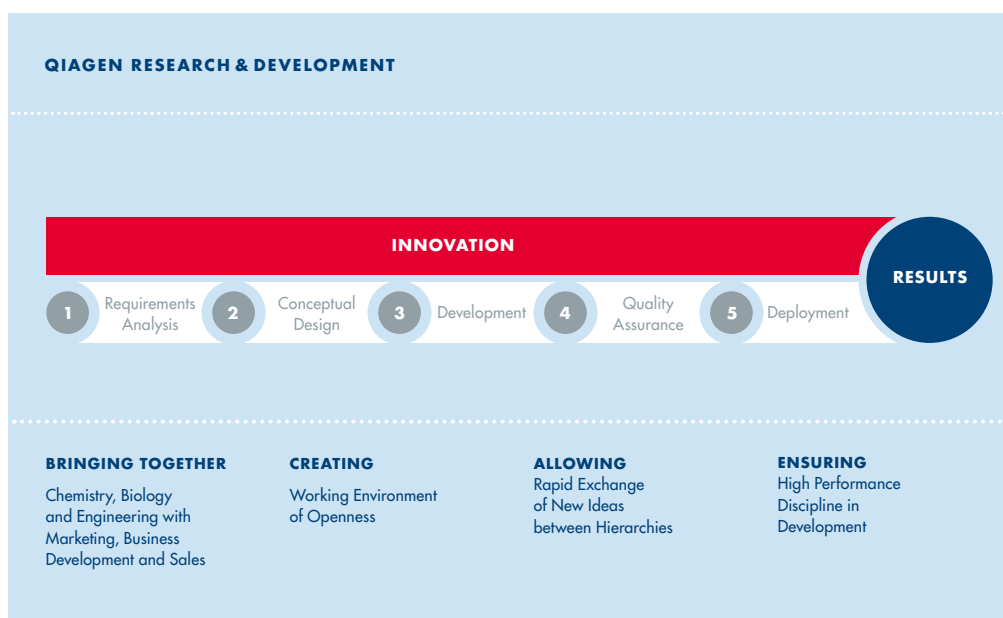 QIAGEN RESEARCH & DEVELOPMENT
INNOVATION
RESULTS
1
Requirements
Analysis
2
Conceptual
Design
3
Development
4
Quality
Assurance
5
Deployment
BRINGING TOGETHER
Chemistry, Biology
and Engineering with
Marketing, Business
Development and Sales
CREATING
Working Environment
of Openness
ALLOWING
Rapid Exchange
of New Ideas
between Hierarchies
ENSURING
High Performance
Discipline in
Development